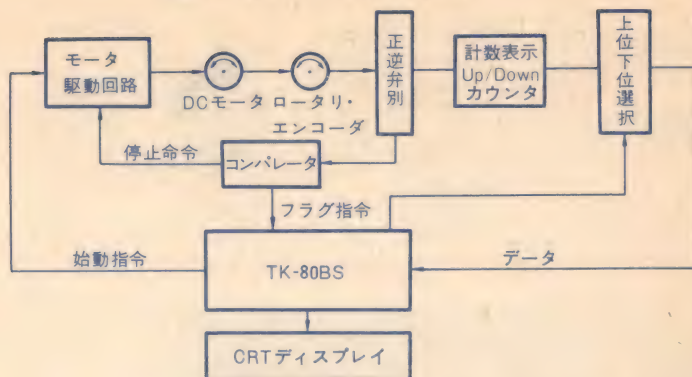 モータ
駆動回路
DCモータ
ロータリ・
エンコーダ
正逆弁別
計数表示
Up/Down
カウンタ
上位下位選択
停止命令
コンパレータ
フラグ指令
始動指令
TK-80BS
データ
CRTディスプレイ